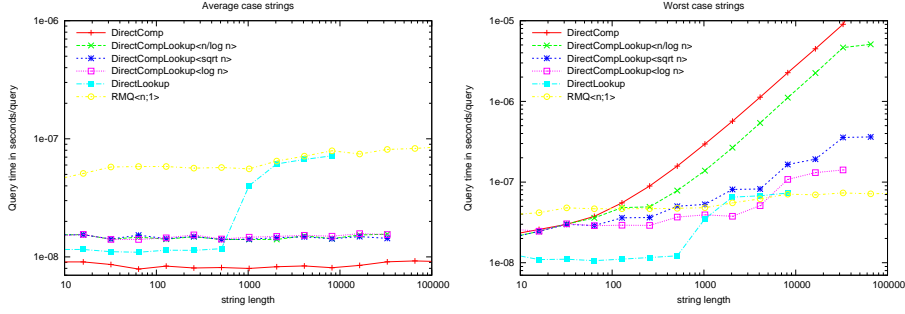 Average case strings
1e-06
1e-07
1e-08
Query time in seconds/query
DirectComp
DirectCompLookup<n/log n>
DirectCompLookup<sqrt n>
DirectCompLookup<log n>
DirectLookup
RMQ<n;1>
10
100
1000
10000
100000
string length
Worst case strings
1e-05
1e-06
1e-07
1e-08
Query time in seconds/query
DirectComp
DirectCompLookup<n/log n>
DirectCompLookup<sqrt n>
DirectCompLookup<log n>
DirectLookup
RMQ<n;1>
10
100
1000
10000
100000
string length